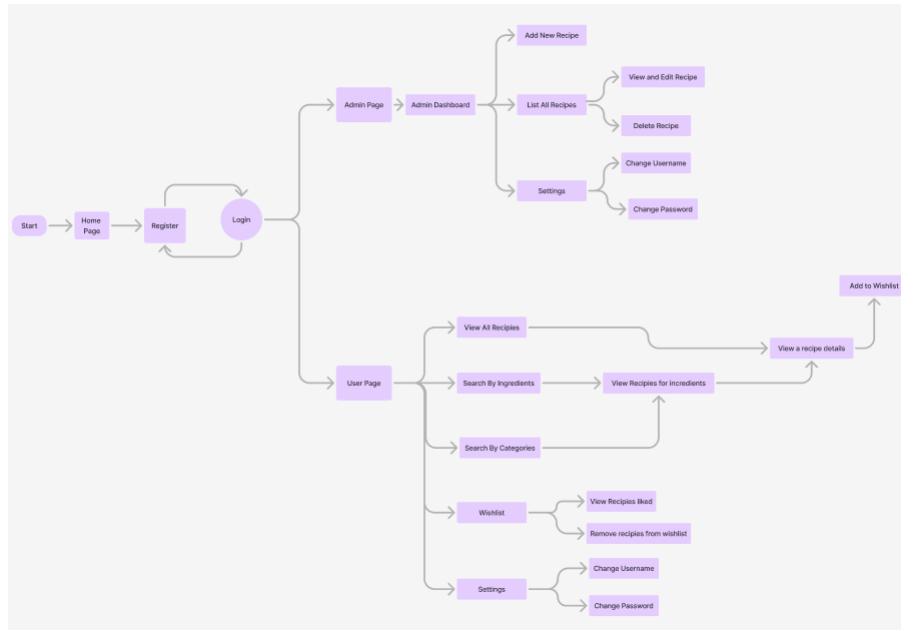 Add New Recipe
Admin Page
Admin Dashboard
List All Recipes
View and Edit Recipe
Delete Recipe
Settings
Change Username
Change Password
Start
Home
Page
Register
Login
Add to Wishlist
View All Recipies
View a recipe details
User Page
Search By Ingredients
View Recipies for incredients
Search By Categories
Wishlist
View Recipies liked
Remove recipies from wishlist
Settings
Change Username
Change Password